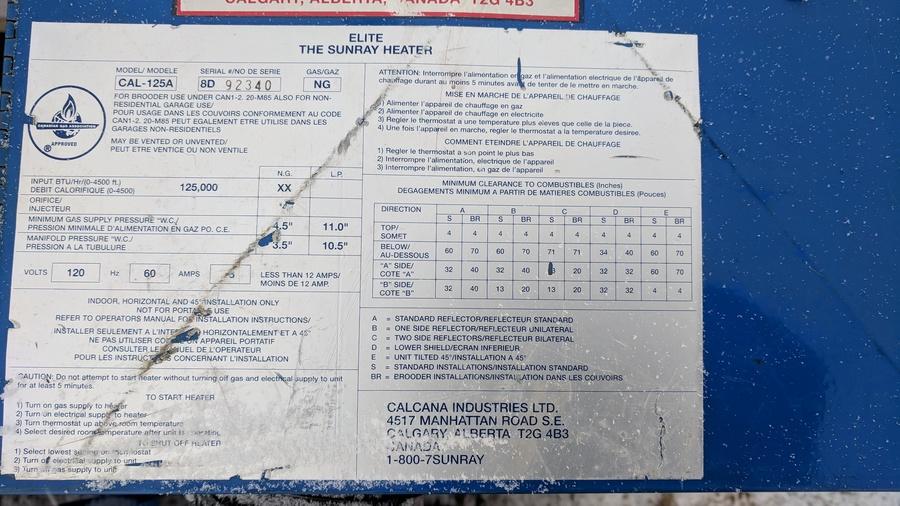 CALGARY, ALBERTA, CANADA T2G 4B3
ELITE
THE SUNRAY HEATER
MODEL/ MODELE SERIAL #/NO DE SERIE GAS/GAZ
CAL-125A 8D 92340 NG
CANADIAN GAS ASSOCIATION
APPROVED
®
FOR BROODER USE UNDER CAN1-2. 20-M85 ALSO FOR NON-
RESIDENTIAL GARAGE USE/
POUR USAGE DANS LES COUVOIRS CONFORMEMENT AU CODE
CAN1-2. 20-M85 PEUT EGALEMENT ETRE UTILISE DANS LES
GARAGES NON-RESIDENTIELS
MAY BE VENTED OR UNVENTED/
PEUT ETRE VENTICE OU NON VENTILE
N.G. L.P.
INPUT BTU/Hr/(0-4500 ft.)
DEBIT CALORIFIQUE (0-4500) 125,000 XX
ORIFICE/
INJECTEUR
MINIMUM GAS SUPPLY PRESSURE "W.C./
PRESSION MINIMALE D'ALIMENTATION EN GAZ PO. C.E. 4.5" 11.0"
MANIFOLD PRESSURE "W.C./
PRESSION A LA TUBULURE 3.5" 10.5"
VOLTS 120 Hz 60 AMPS LESS THAN 12 AMPS/
MOINS DE 12 AMP.
INDOOR, HORIZONTAL AND 45° INSTALLATION ONLY
NOT FOR PORTABLE USE
REFER TO OPERATORS MANUAL FOR INSTALLATION INSTRUCTIONS/
INSTALLER SEULEMENT A L'INTERIEUR HORIZONTALEMENT ET A 45°
NE PAS UTILISER COMME UN APPAREIL PORTATIF
CONSULTER LE MANUEL DE L'OPERATEUR
POUR LES INSTRUCTIONS CONCERNANT L'INSTALLATION
CAUTION: Do not attempt to start heater without turning off gas and electrical supply to unit
for at least 5 minutes.
TO START HEATER
1) Turn on gas supply to heater
2) Turn on electrical supply to heater
3) Turn thermostat up above room temperature
4) Select desired room temperature after unit is operating
TO SHUT OFF HEATER
1) Select lowest setting on thermostat
2) Turn off electrical supply to unit
3) Turn off gas supply to unit
ATTENTION: Interrompre l'alimentation en gaz et l'alimentation electrique de l'appareil de
chauffage durant au moins 5 minutes avant de tenter de le mettre en marche.
MISE EN MARCHE DE L'APPAREIL DE CHAUFFAGE
1) Alimenter l'appareil de chauffage en gaz
2) Alimenter l'appareil de chauffage en electricite
3) Regler le thermostat a une temperature plus elevee que celle de la piece.
4) Une fois l'appareil en marche, regler le thermostat a la temperature desiree.
COMMENT ETEINDRE L'APPAREIL DE CHAUFFAGE
1) Regler le thermostat a son point le plus bas
2) Interrompre l'alimentation, electrique de l'appareil
3) Interrompre l'alimentation, en gaz de l'appareil
MINIMUM CLEARANCE TO COMBUSTIBLES (Inches)
DEGAGEMENTS MINIMUM A PARTIR DE MATIERES COMBUSTIBLES (Pouces)
DIRECTION A B C D E
S BR S BR S BR S BR S BR
TOP/
SOMET 4 4 4 4 4 4 4 4 4 4
BELOW/
AU-DESSOUS 60 70 60 70 71 71 34 40 60 70
"A" SIDE/
COTE "A" 32 40 32 40 20 32 32 60 70
"B" SIDE/
COTE "B" 32 40 13 20 13 20 32 32 4 4
A = STANDARD REFLECTOR/REFLECTEUR STANDARD
B = ONE SIDE REFLECTOR/REFLECTEUR UNILATERAL
C = TWO SIDE REFLECTORS/REFLECTEUR BILATERAL
D = LOWER SHIELD/ECRAN INFERIEUR
E = UNIT TILTED 45°/INSTALLATION A 45°
S = STANDARD INSTALLATIONS/INSTALLATION STANDARD
BR = BROODER INSTALLATIONS/INSTALLATION DANS LES COUVOIRS
CALCANA INDUSTRIES LTD.
4517 MANHATTAN ROAD S.E.
CALGARY, ALBERTA T2G 4B3
CANADA
1-800-7SUNRAY